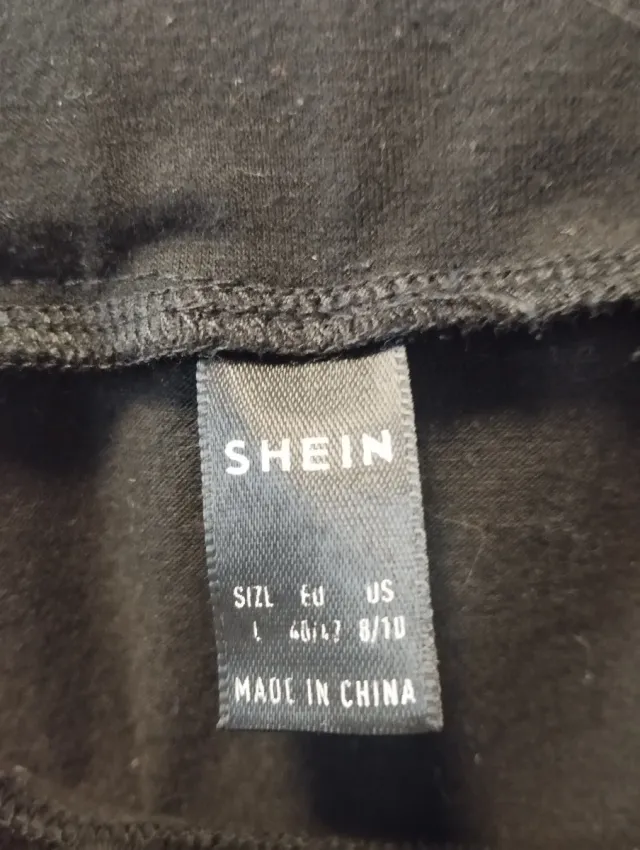 SHEIN
SIZE EU US
L 40/42 8/10
MADE IN CHINA